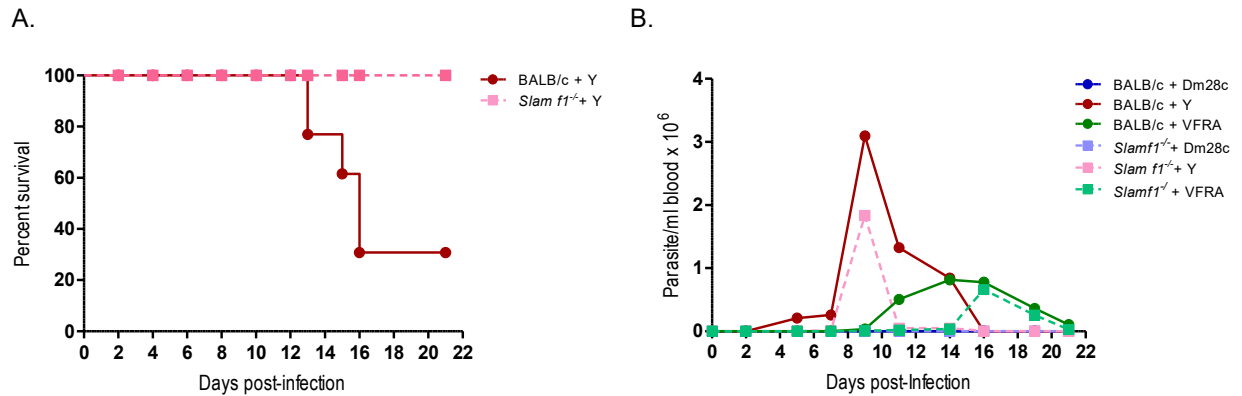 A.
100
80
60
40
20
0
Percent survival
0 2 4 6 8 10 12 14 16 18 20 22
Days post-infection
BALB/c + Y
Slam f1-/-+ Y
B.
4
3
2
1
0
Parasite/ml blood x 10⁶
0 2 4 6 8 10 12 14 16 18 20 22
Days post-Infection
BALB/c + Dm28c
BALB/c + Y
BALB/c + VFRA
Slamf1-/-+ Dm28c
Slam f1-/-+ Y
Slamf1-/ + VFRA